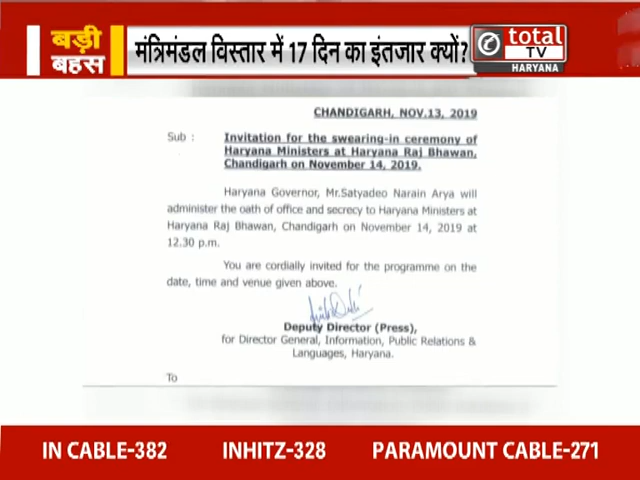 बड़ी
बहस
मंत्रिमंडल विस्तार में 17 दिन का इंतजार क्यों?
total
TV
HARYANA
CHANDIGARH, NOV.13, 2019
Sub : Invitation for the swearing-in ceremony of
Haryana Ministers at Haryana Raj Bhawan,
Chandigarh on November 14, 2019.
Haryana Governor, Mr.Satyadeo Narain Arya will
administer the oath of office and secrecy to Haryana Ministers at
Haryana Raj Bhawan, Chandigarh on November 14, 2019 at
12.30 p.m.
You are cordially invited for the programme on the
date, time and venue given above.
Deputy Director (Press),
for Director General, Information, Public Relations &
Languages, Haryana.
To
IN CABLE-382 INHITZ-328 PARAMOUNT CABLE-271